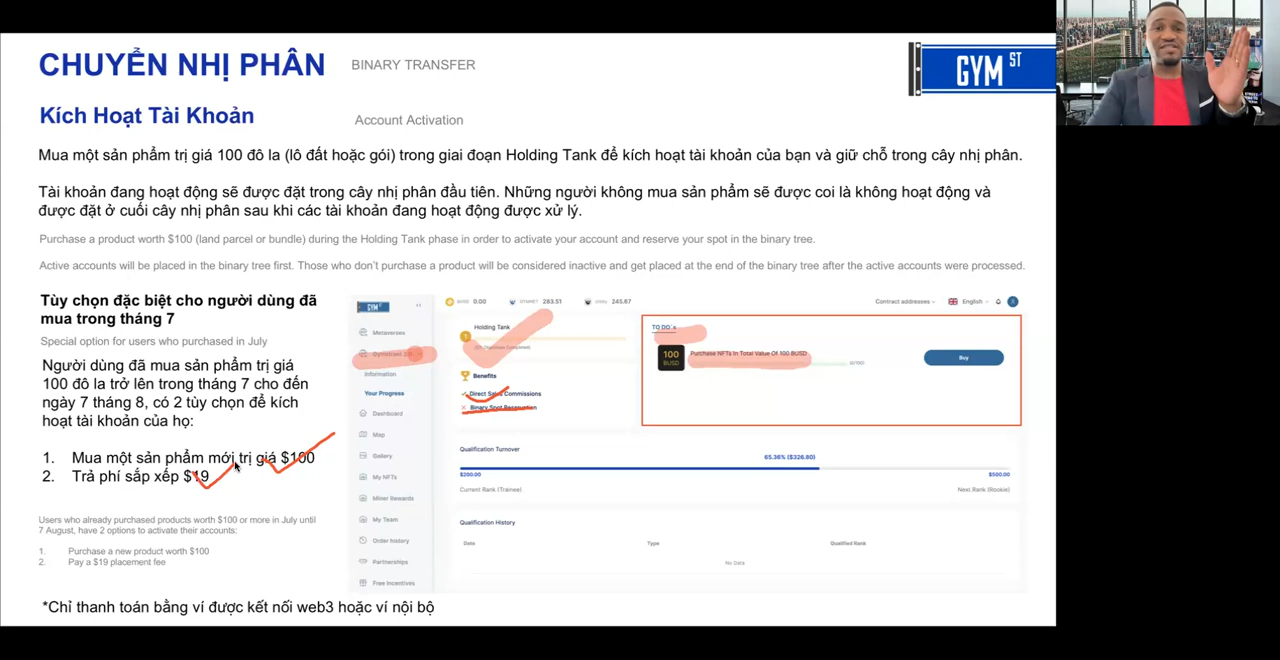 CHUYỂN NHỊ PHÂN
BINARY TRANSFER
GYM ST
Kích Hoạt Tài Khoản
Account Activation
Mua một sản phẩm trị giá 100 đô la (lô đất hoặc gói) trong giai đoạn Holding Tank để kích hoạt tài khoản của bạn và giữ chỗ trong cây nhị phân.
Tài khoản đang hoạt động sẽ được đặt trong cây nhị phân đầu tiên. Những người không mua sản phẩm sẽ được coi là không hoạt động và
được đặt ở cuối cây nhị phân sau khi các tài khoản đang hoạt động được xử lý.
Purchase a product worth $100 (land parcel or bundle) during the Holding Tank phase in order to activate your account and reserve your spot in the binary tree.
Active accounts will be placed in the binary tree first. Those who don't purchase a product will be considered inactive and get placed at the end of the binary tree after the active accounts were processed.
Tùy chọn đặc biệt cho người dùng đã
mua trong tháng 7
Special option for users who purchased in July
Người dùng đã mua sản phẩm trị giá
100 đô la trở lên trong tháng 7 cho đến
ngày 7 tháng 8, có 2 tùy chọn để kích
hoạt tài khoản của họ:
1. Mua một sản phẩm mới trị giá $100
2. Trả phí sắp xếp $19
Users who already purchased products worth $100 or more in July until
7 August, have 2 options to activate their accounts:
1. Purchase a new product worth $100
2. Pay a $19 placement fee
*Chỉ thanh toán bằng ví được kết nối web3 hoặc ví nội bộ
GYM ST
0.00
283.51
245.67
Contract addresses
English
Metaverses
Information
Your Progress
Dashboard
Map
Gallery
My NFTs
Miner Rewards
My Team
Order history
Partnerships
Free Incentives
Holding Tank
Benefits
Direct Sales Commissions
Binary Spot Reservation
TO DO's
100
BUSD
Purchase NFTs In Total Value Of 100 BUSD
Buy
Qualification Turnover
65.36% ($326.80)
$200.00
$500.00
Current Rank (Trainee)
Next Rank (Rookie)
Qualification History
Date
Type
Qualified Rank
No Data